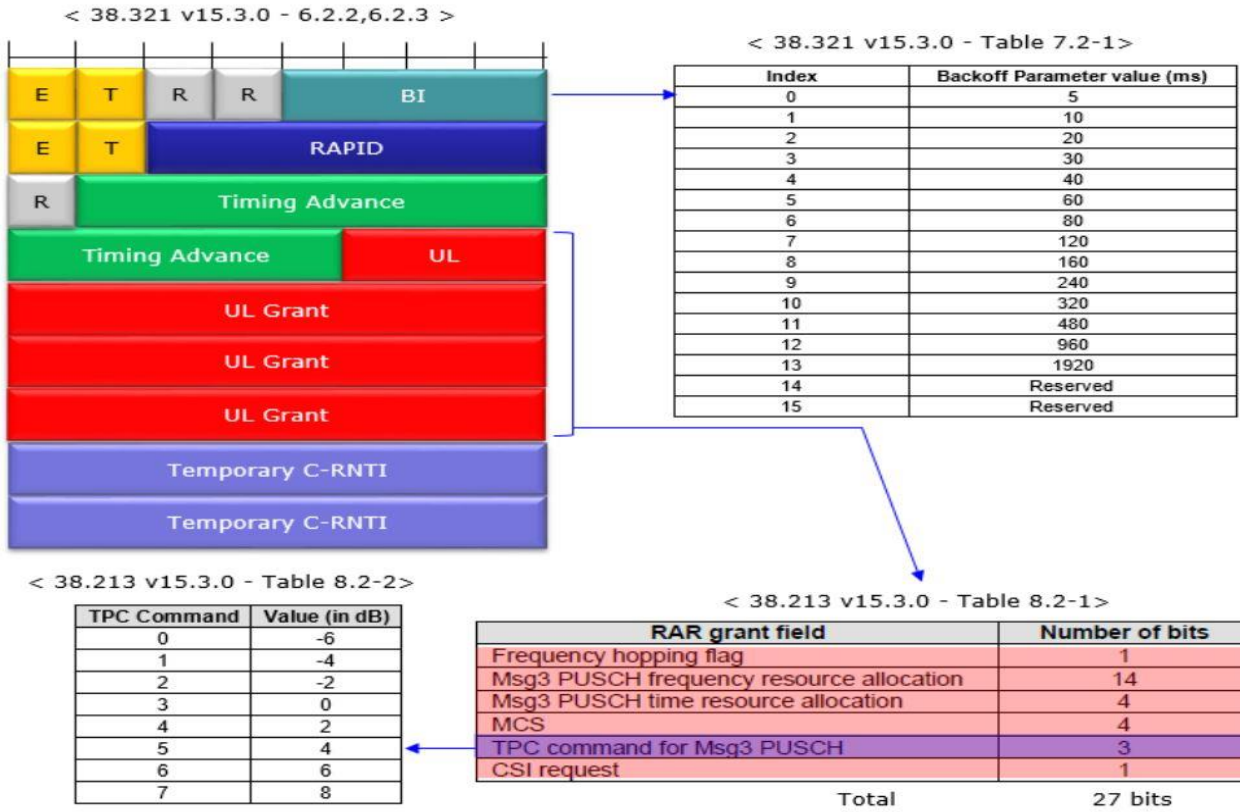 < 38.321 v15.3.0 - 6.2.2,6.2.3 >
E T R R BI
E T RAPID
R Timing Advance
Timing Advance UL
UL Grant
UL Grant
UL Grant
Temporary C-RNTI
Temporary C-RNTI
< 38.321 v15.3.0 - Table 7.2-1>
Index Backoff Parameter value (ms)
0 5
1 10
2 20
3 30
4 40
5 60
6 80
7 120
8 160
9 240
10 320
11 480
12 960
13 1920
14 Reserved
15 Reserved
< 38.213 v15.3.0 - Table 8.2-2>
TPC Command Value (in dB)
0 -6
1 -4
2 -2
3 0
4 2
5 4
6 6
7 8
< 38.213 v15.3.0 - Table 8.2-1>
RAR grant field Number of bits
Frequency hopping flag 1
Msg3 PUSCH frequency resource allocation 14
Msg3 PUSCH time resource allocation 4
MCS 4
TPC command for Msg3 PUSCH 3
CSI request 1
Total 27 bits